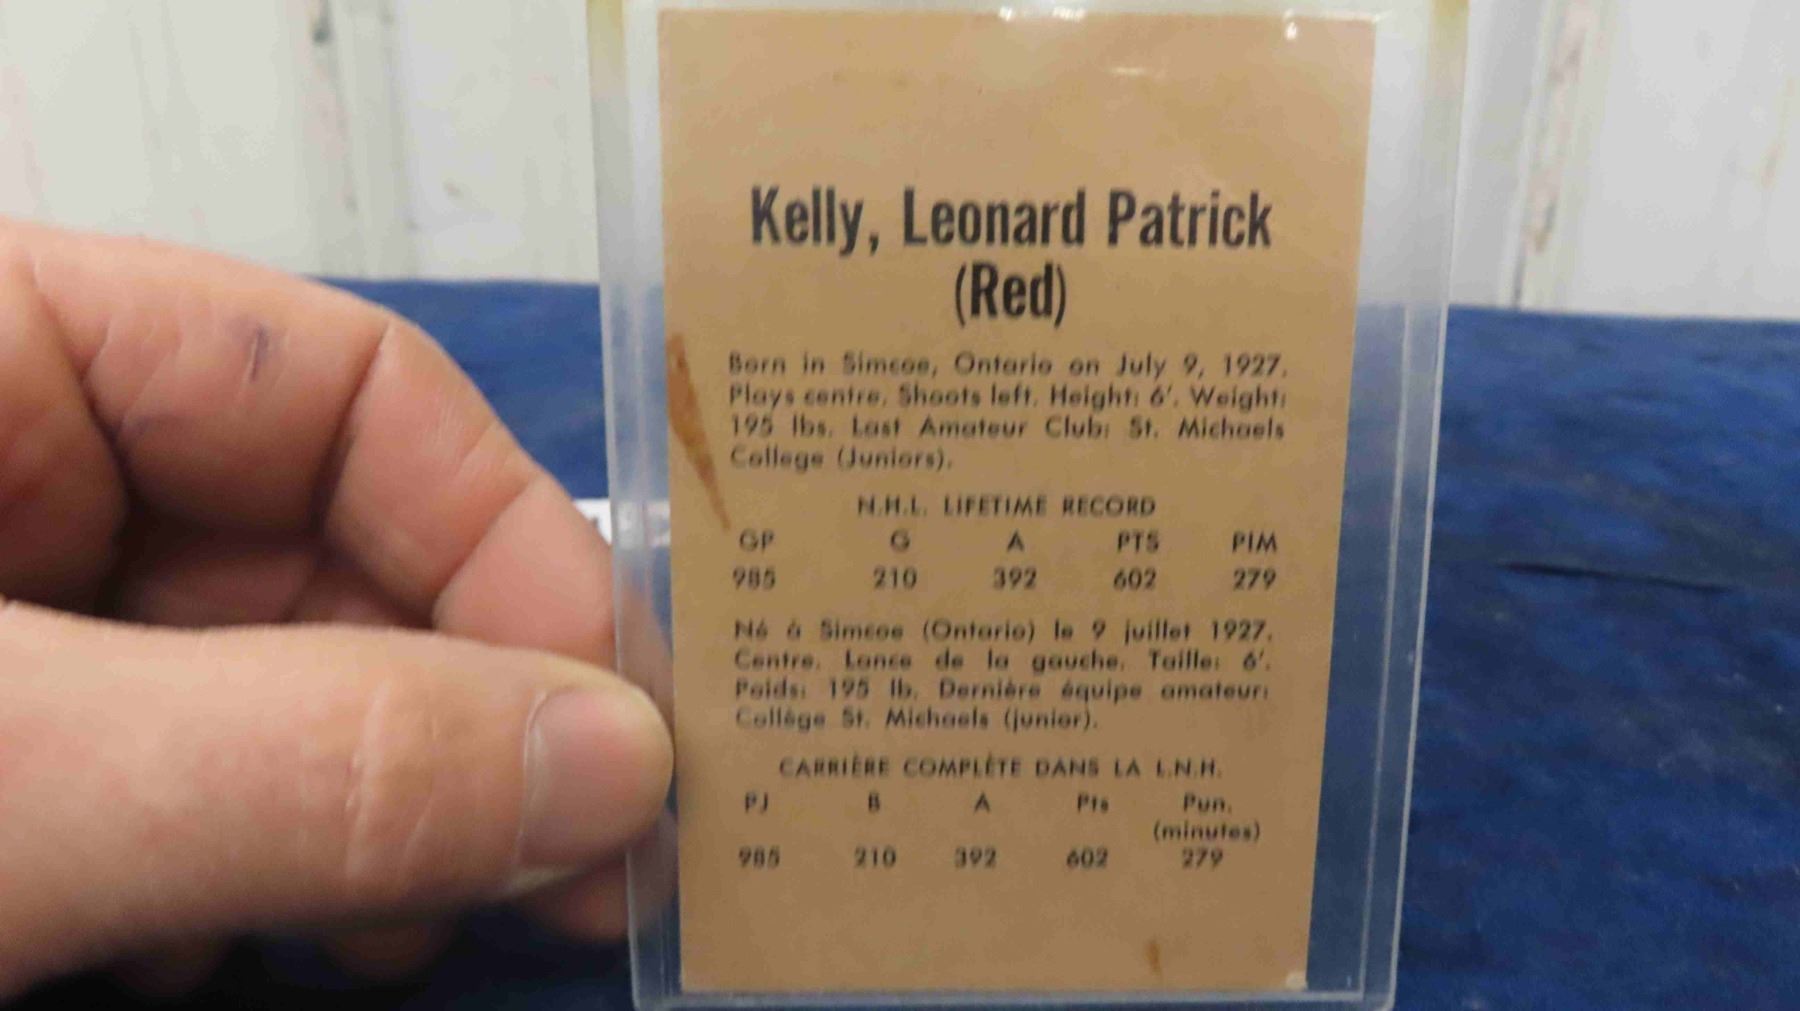 Kelly, Leonard Patrick
(Red)
Born in Simcoe, Ontario on July 9, 1927.
Plays centre. Shoots left. Height: 6'. Weight:
195 lbs. Last Amateur Club: St. Michaels
College (Juniors).
N.H.L. LIFETIME RECORD
GP G A PTS PIM
985 210 392 602 279
Né à Simcoe (Ontario) le 9 juillet 1927.
Centre. Lance de la gauche. Taille: 6'.
Poids: 195 lb. Dernière équipe amateur:
Collège St. Michaels (junior).
CARRIÈRE COMPLÈTE DANS LA L.N.H.
PJ B A Pts Pun.
(minutes)
985 210 392 602 279